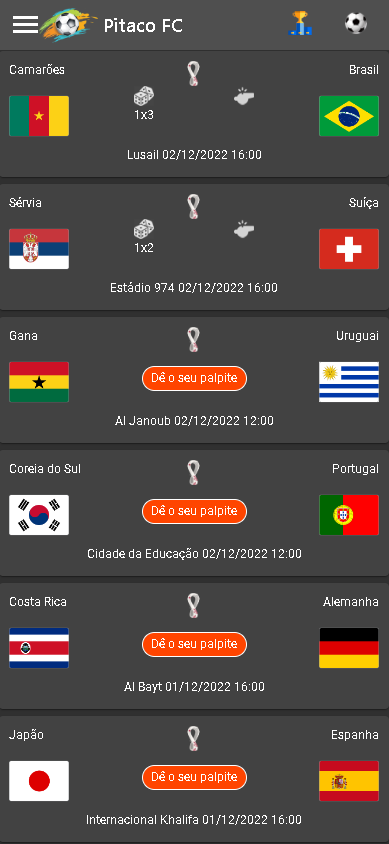 Pitaco FC
Camarões
Brasil
1x3
Lusail 02/12/2022 16:00
Sérvia
Suíça
1x2
Estádio 974 02/12/2022 16:00
Gana
Uruguai
Dê o seu palpite
Al Janoub 02/12/2022 12:00
Coreia do Sul
Portugal
Dê o seu palpite
Cidade da Educação 02/12/2022 12:00
Costa Rica
Alemanha
Dê o seu palpite
Al Bayt 01/12/2022 16:00
Japão
Espanha
Dê o seu palpite
Internacional Khalifa 01/12/2022 16:00